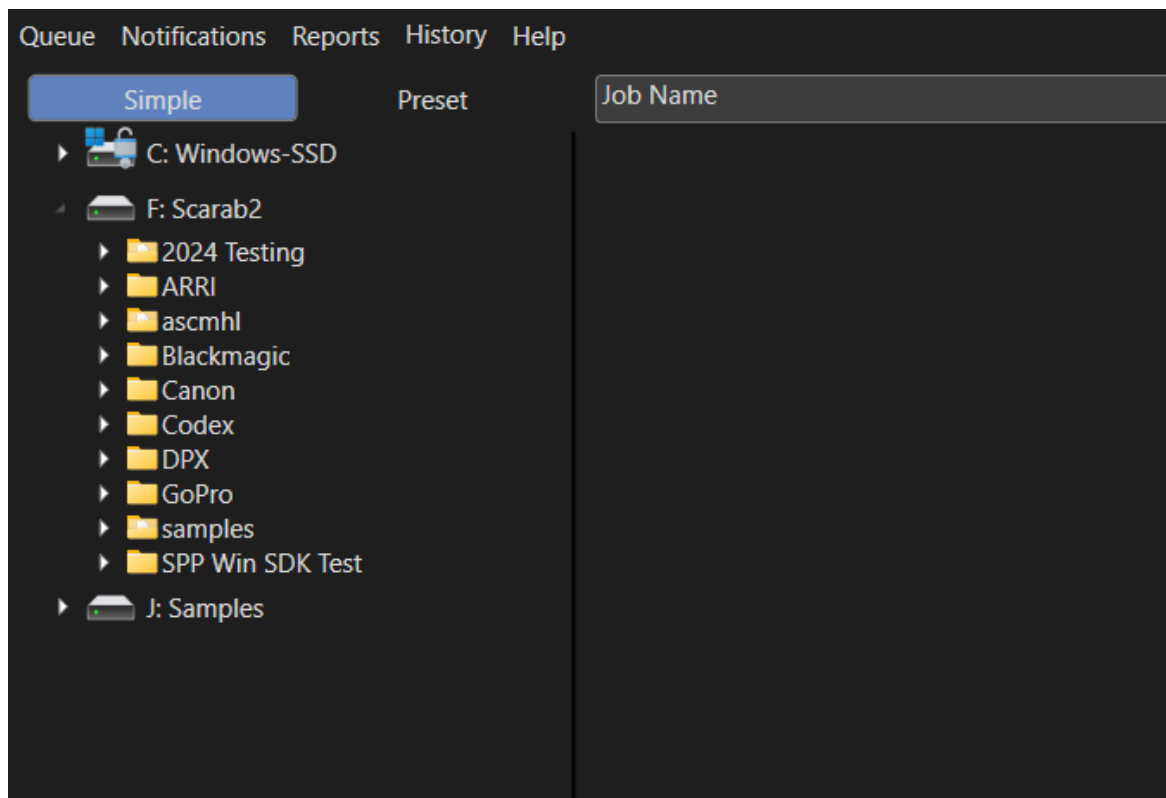 Queue Notifications Reports History Help
Simple Preset Job Name
C: Windows-SSD
F: Scarab2
2024 Testing
ARRI
ascmhl
Blackmagic
Canon
Codex
DPX
GoPro
samples
SPP Win SDK Test
J: Samples